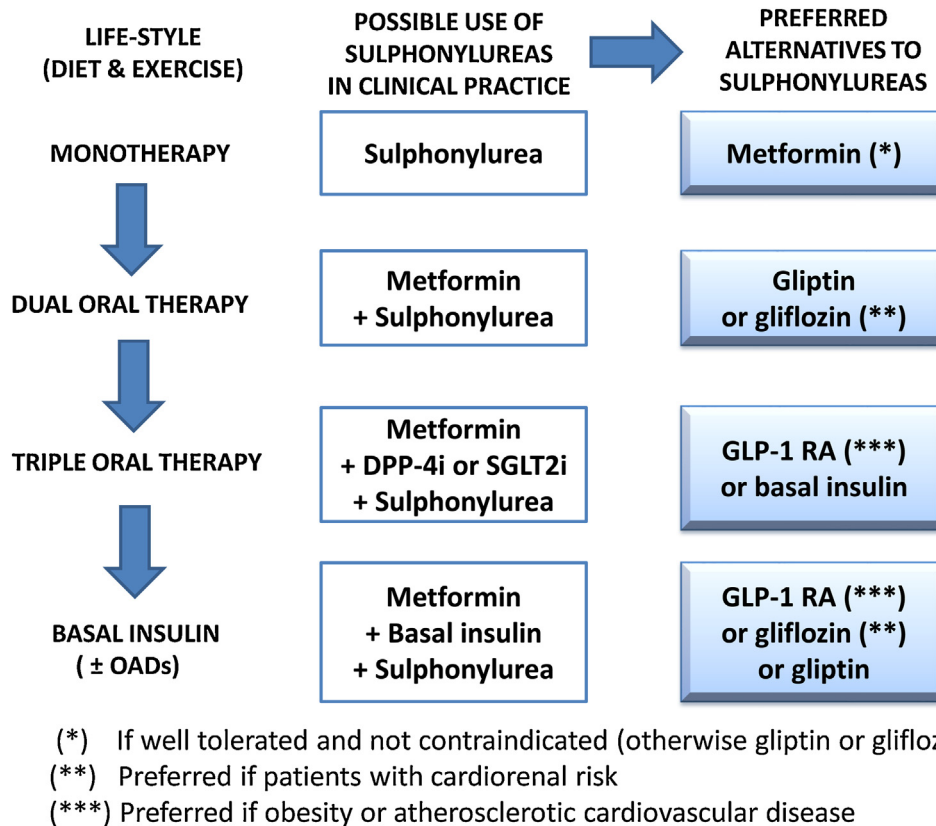 LIFE-STYLE
(DIET & EXERCISE)
POSSIBLE USE OF
SULPHONYLUREAS
IN CLINICAL PRACTICE
PREFERRED
ALTERNATIVES TO
SULPHONYLUREAS
MONOTHERAPY
Sulphonylurea
Metformin (*)
DUAL ORAL THERAPY
Metformin
+ Sulphonylurea
Gliptin
or gliflozin (**)
TRIPLE ORAL THERAPY
Metformin
+ DPP-4i or SGLT2i
+ Sulphonylurea
GLP-1 RA (***)
or basal insulin
BASAL INSULIN
( ± OADs)
Metformin
+ Basal insulin
+ Sulphonylurea
GLP-1 RA (***)
or gliflozin (**)
or gliptin
(*) If well tolerated and not contraindicated (otherwise gliptin or
(**) Preferred if patients with cardiorenal risk
(***) Preferred if obesity or atherosclerotic cardiovascular disease